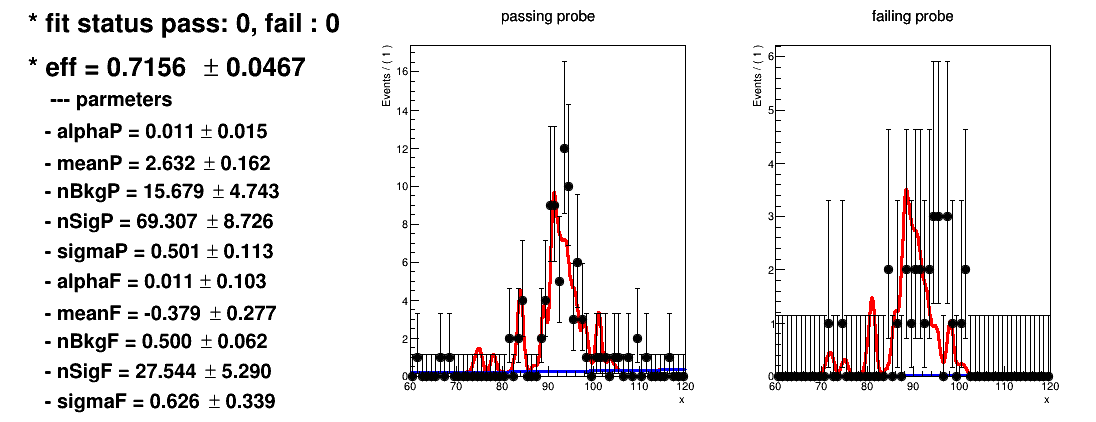 * fit status pass: 0, fail : 0
* eff = 0.7156 ± 0.0467
--- parmeters
- alphaP = 0.011 ± 0.015
- meanP = 2.632 ± 0.162
- nBkgP = 15.679 ± 4.743
- nSigP = 69.307 ± 8.726
- sigmaP = 0.501 ± 0.113
- alphaF = 0.011 ± 0.103
- meanF = -0.379 ± 0.277
- nBkgF = 0.500 ± 0.062
- nSigF = 27.544 ± 5.290
- sigmaF = 0.626 ± 0.339
passing probe
Events / ( 1 )
16
14
12
10
8
6
4
2
0
60 70 80 90 100 110 120
x
failing probe
Events / ( 1 )
6
5
4
3
2
1
0
60 70 80 90 100 110 120
x